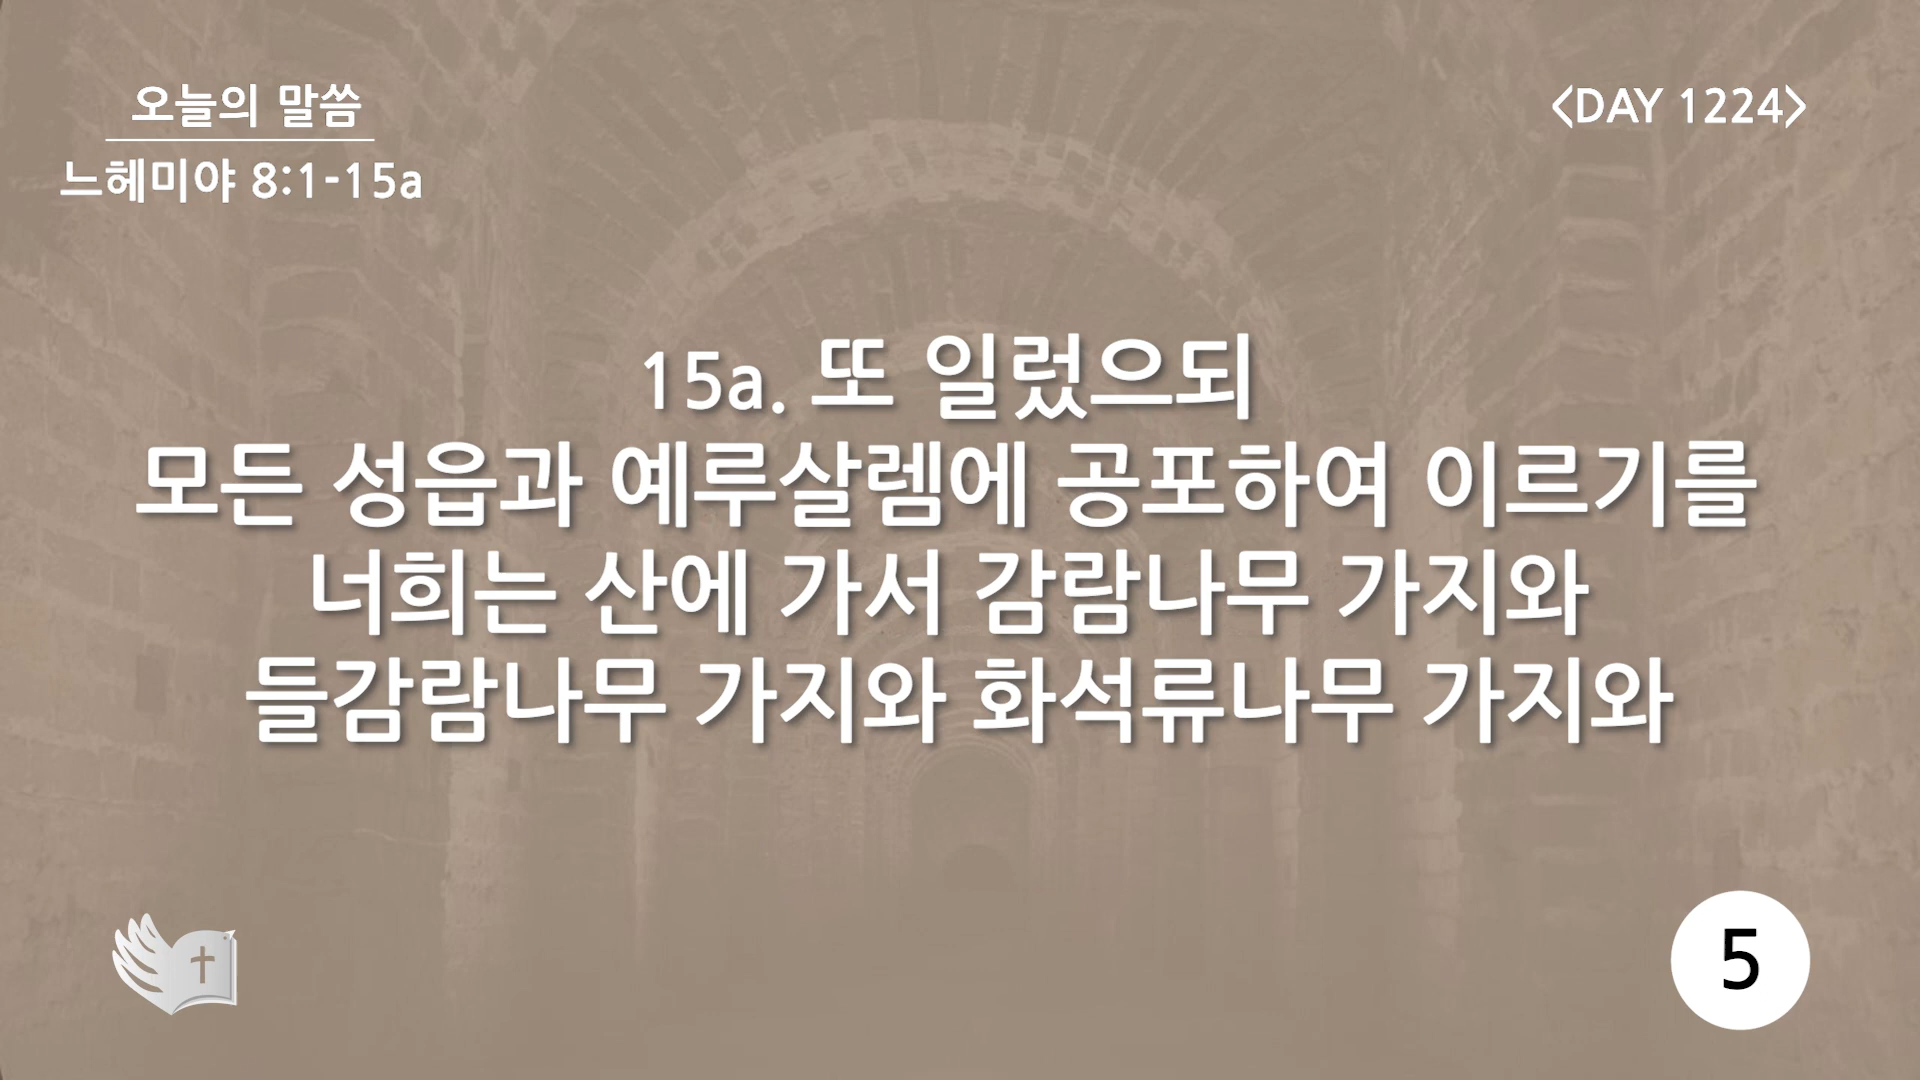 오늘의 말씀
느헤미야 8:1-15a
<DAY 1224>
15a. 또 일렀으되
모든 성읍과 예루살렘에 공포하여 이르기를
너희는 산에 가서 감람나무 가지와
들감람나무 가지와 화석류나무 가지와
5